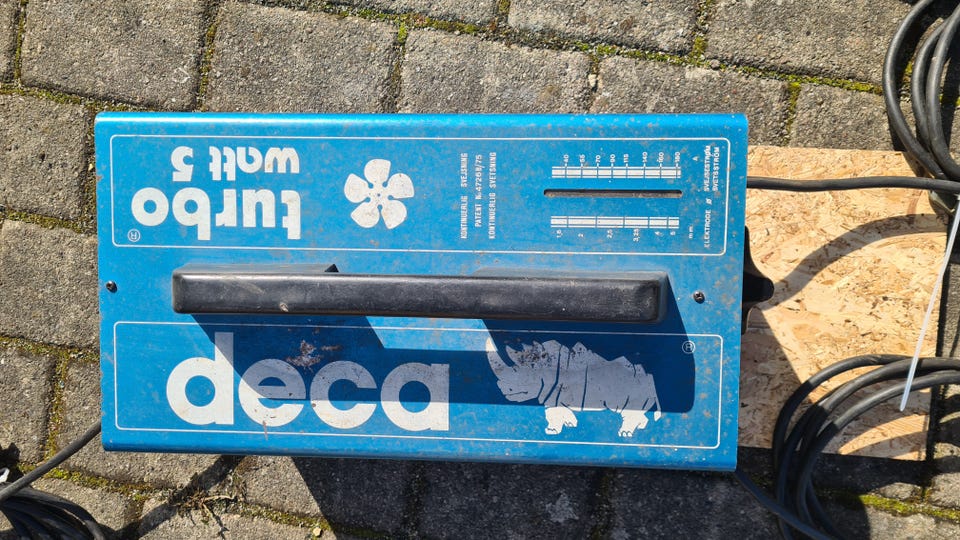 turbo
watt 5
®
KONTINUERLIG SVEJSNING
PATENT N. 47268/75
KONTINUERLIG SVETSNING
40 55 70 90 115 140 160 180 A
SVEJSESTRØM
SVETSSTRÖM
1,6 2 2,5 3,25 4 5 mm
ELEKTRODE Ø
deca
®